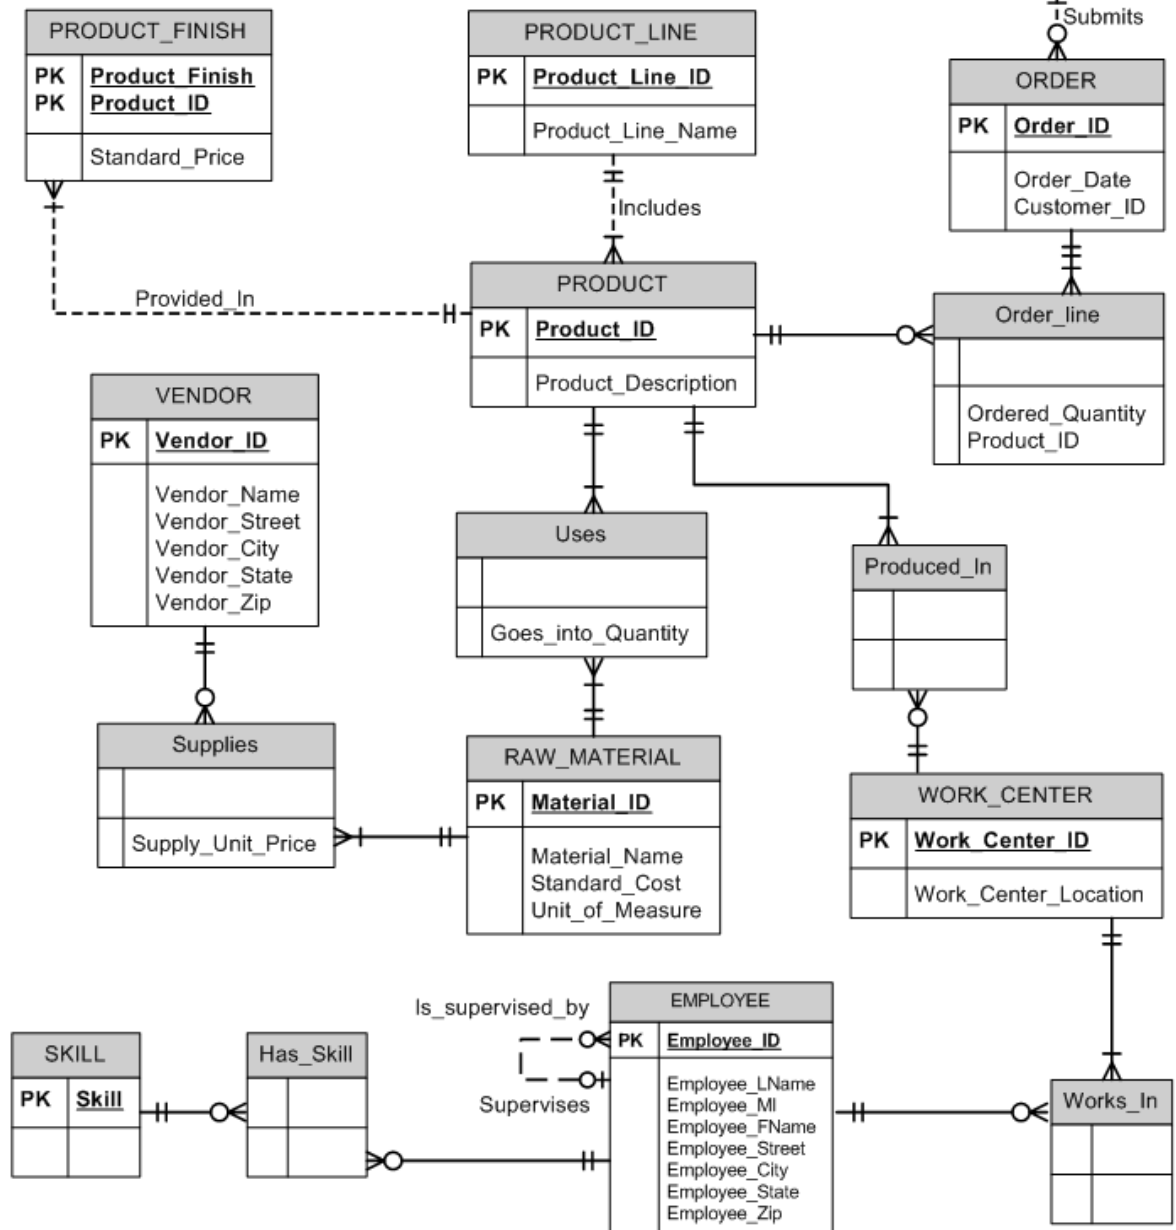 Submits
PRODUCT_FINISH
PK Product_Finish
PK Product_ID
Standard_Price
PRODUCT_LINE
PK Product_Line_ID
Product_Line_Name
ORDER
PK Order_ID
Order_Date
Customer_ID
Includes
Provided_In
PRODUCT
PK Product_ID
Product_Description
Order_line
Ordered_Quantity
Product_ID
VENDOR
PK Vendor_ID
Vendor_Name
Vendor_Street
Vendor_City
Vendor_State
Vendor_Zip
Uses
Goes_into_Quantity
Produced_In
Supplies
Supply_Unit_Price
RAW_MATERIAL
PK Material_ID
Material_Name
Standard_Cost
Unit_of_Measure
WORK_CENTER
PK Work_Center_ID
Work_Center_Location
SKILL
PK Skill
Has_Skill
Is_supervised_by
Supervises
EMPLOYEE
PK Employee_ID
Employee_LName
Employee_MI
Employee_FName
Employee_Street
Employee_City
Employee_State
Employee_Zip
Works_In